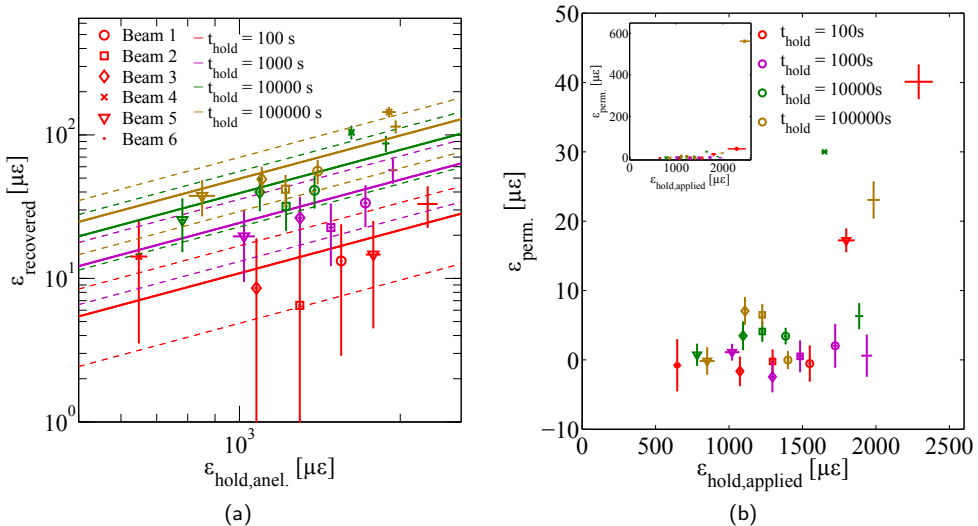 ε_recovered [με]
10^2
10^1
10^0
10^3
ε_hold,anel. [με]
Beam 1
Beam 2
Beam 3
Beam 4
Beam 5
Beam 6
t_hold = 100 s
t_hold = 1000 s
t_hold = 10000 s
t_hold = 100000 s
(a)
ε_perm. [με]
50
40
30
20
10
0
−10
0 500 1000 1500 2000 2500
ε_hold,applied [με]
ε_perm. [με]
600
400
200
0
0 1000 2000
ε_hold,applied [με]
t_hold = 100s
t_hold = 1000s
t_hold = 10000s
t_hold = 100000s
(b)